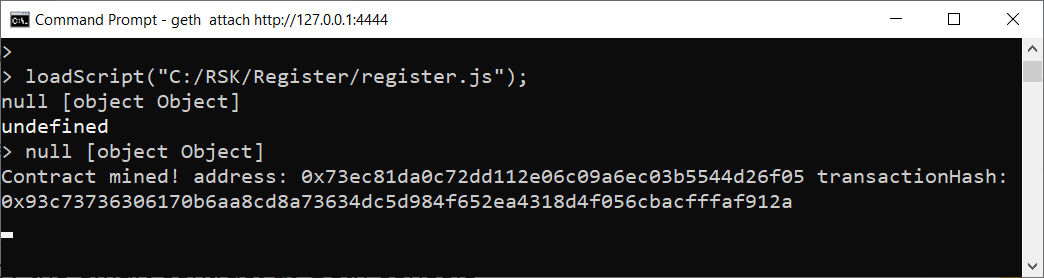 Command Prompt - geth attach http://127.0.0.1:4444
>
> loadScript("C:/RSK/Register/register.js");
null [object Object]
undefined
> null [object Object]
Contract mined! address: 0x73ec81da0c72dd112e06c09a6ec03b5544d26f05 transactionHash:
0x93c73736306170b6aa8cd8a73634dc5d984f652ea4318d4f056cbacfffaf912a